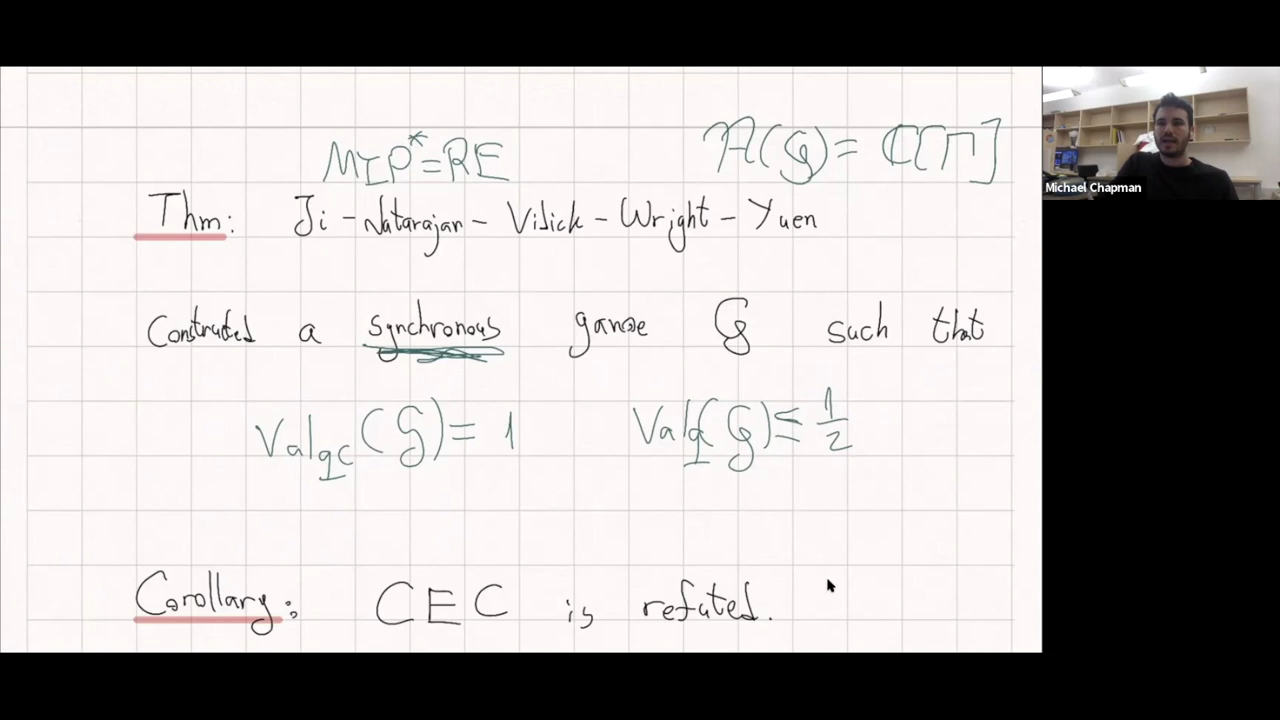 MIP*=RE
𝒜(𝒢)= ℂ[Γ]
Thm: Ji - Natarajan - Vidick - Wright - Yuen
Constructed a synchronous game 𝒢 such that
Val_qc(𝒢)= 1 Val_q(𝒢)≤ 1/2
Corollary: CEC is refuted.
Michael Chapman